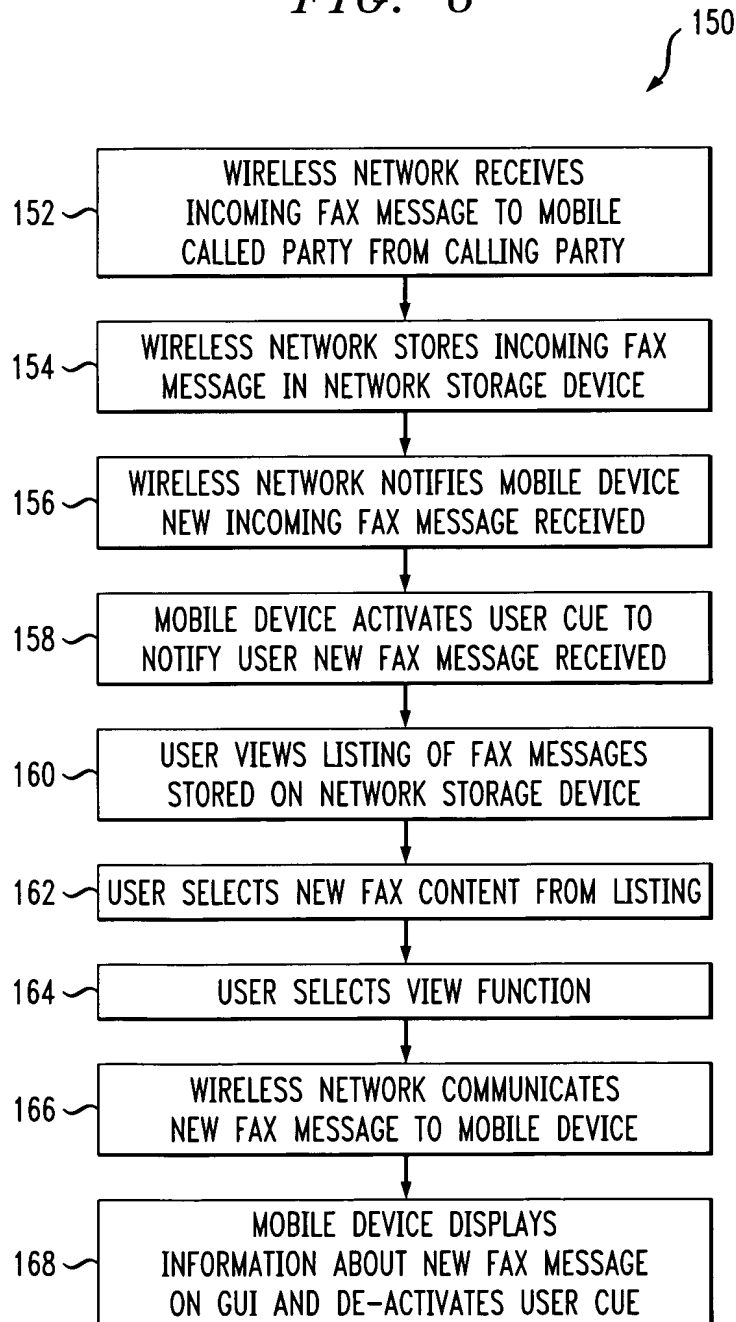 150
152
WIRELESS NETWORK RECEIVES
INCOMING FAX MESSAGE TO MOBILE
CALLED PARTY FROM CALLING PARTY
154
WIRELESS NETWORK STORES INCOMING FAX
MESSAGE IN NETWORK STORAGE DEVICE
156
WIRELESS NETWORK NOTIFIES MOBILE DEVICE
NEW INCOMING FAX MESSAGE RECEIVED
158
MOBILE DEVICE ACTIVATES USER CUE TO
NOTIFY USER NEW FAX MESSAGE RECEIVED
160
USER VIEWS LISTING OF FAX MESSAGES
STORED ON NETWORK STORAGE DEVICE
162
USER SELECTS NEW FAX CONTENT FROM LISTING
164
USER SELECTS VIEW FUNCTION
166
WIRELESS NETWORK COMMUNICATES
NEW FAX MESSAGE TO MOBILE DEVICE
168
MOBILE DEVICE DISPLAYS
INFORMATION ABOUT NEW FAX MESSAGE
ON GUI AND DE-ACTIVATES USER CUE